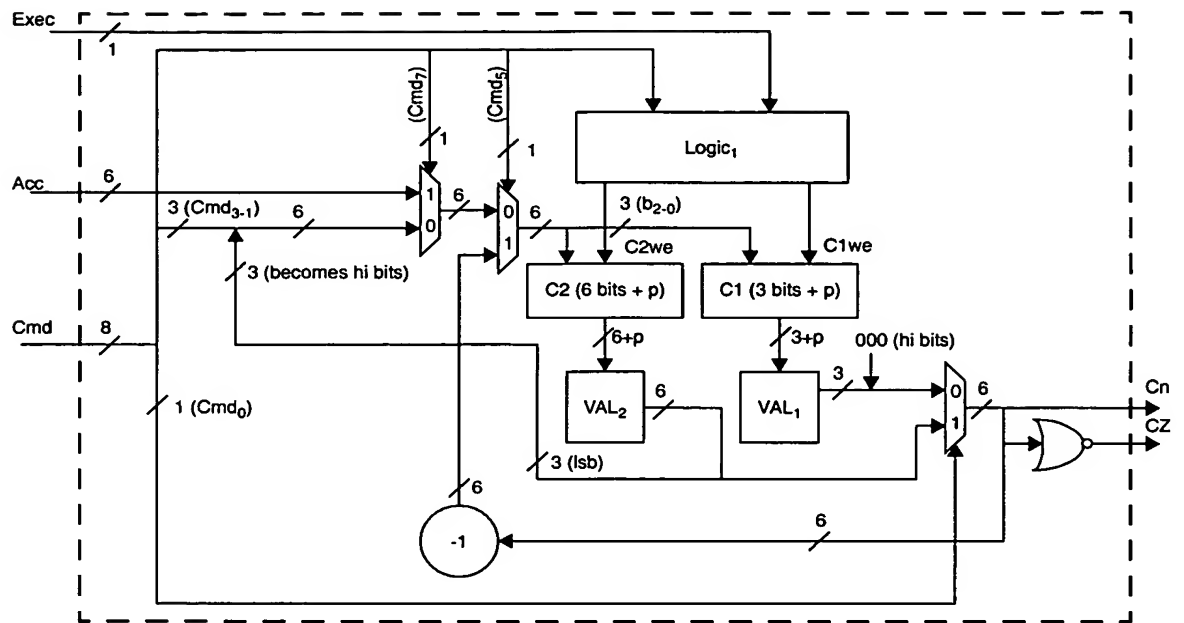 Exec
1
(Cmd7)
(Cmd5)
1
1
Logic1
Acc
6
1
0
6
0
1
6
3 (Cmd3-1)
6
3 (b2-0)
C2we
C1we
3 (becomes hi bits)
C2 (6 bits + p)
C1 (3 bits + p)
Cmd
8
6+p
3+p
000 (hi bits)
1 (Cmd0)
VAL2
6
VAL1
3
0
1
6
Cn
CZ
3 (lsb)
6
-1
6